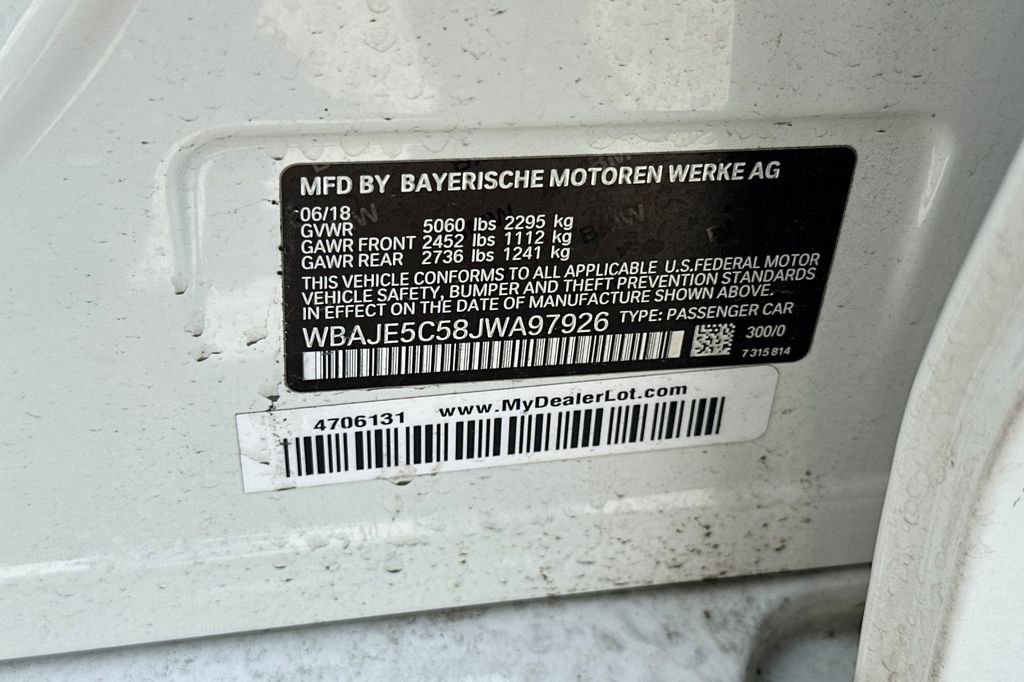 MFD BY BAYERISCHE MOTOREN WERKE AG
06/18
GVWR 5060 lbs 2295 kg
GAWR FRONT 2452 lbs 1112 kg
GAWR REAR 2736 lbs 1241 kg
THIS VEHICLE CONFORMS TO ALL APPLICABLE U.S.FEDERAL MOTOR
VEHICLE SAFETY, BUMPER AND THEFT PREVENTION STANDARDS
IN EFFECT ON THE DATE OF MANUFACTURE SHOWN ABOVE.
WBAJE5C58JWA97926 TYPE: PASSENGER CAR
300/0
7 315 814
4706131 www.MyDealerLot.com